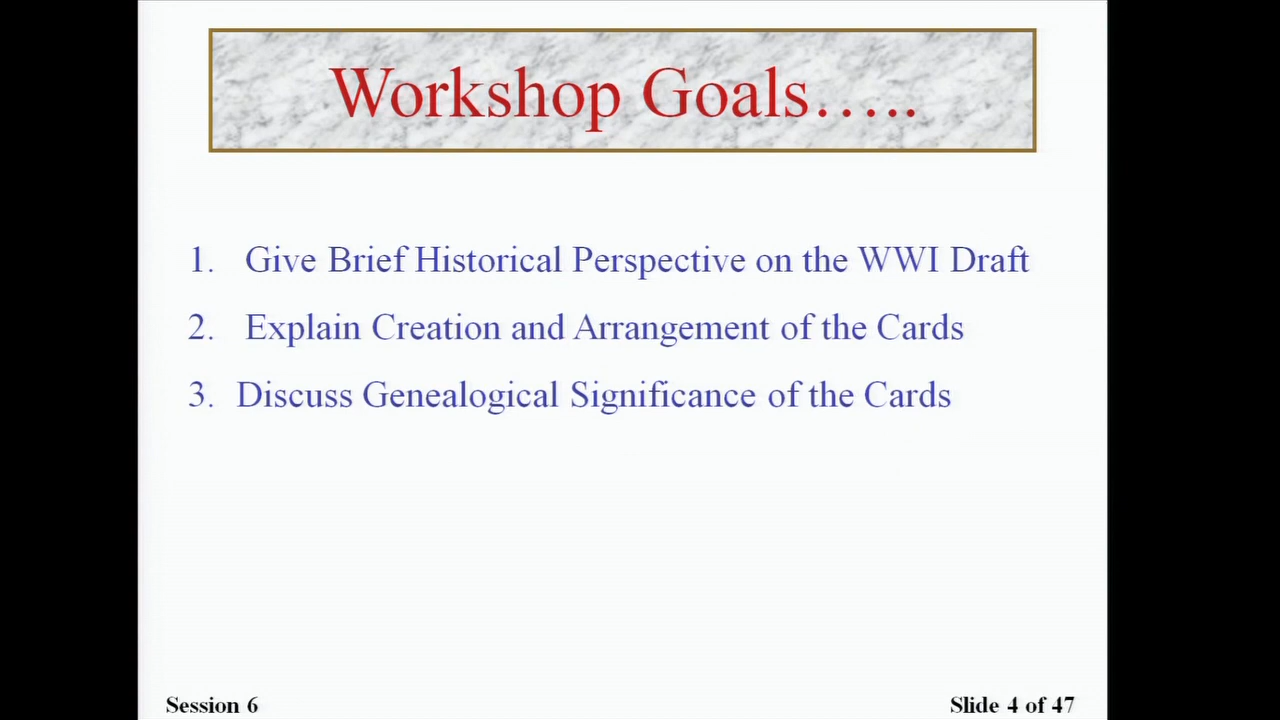 Workshop Goals.....
1. Give Brief Historical Perspective on the WWI Draft
2. Explain Creation and Arrangement of the Cards
3. Discuss Genealogical Significance of the Cards
Session 6
Slide 4 of 47